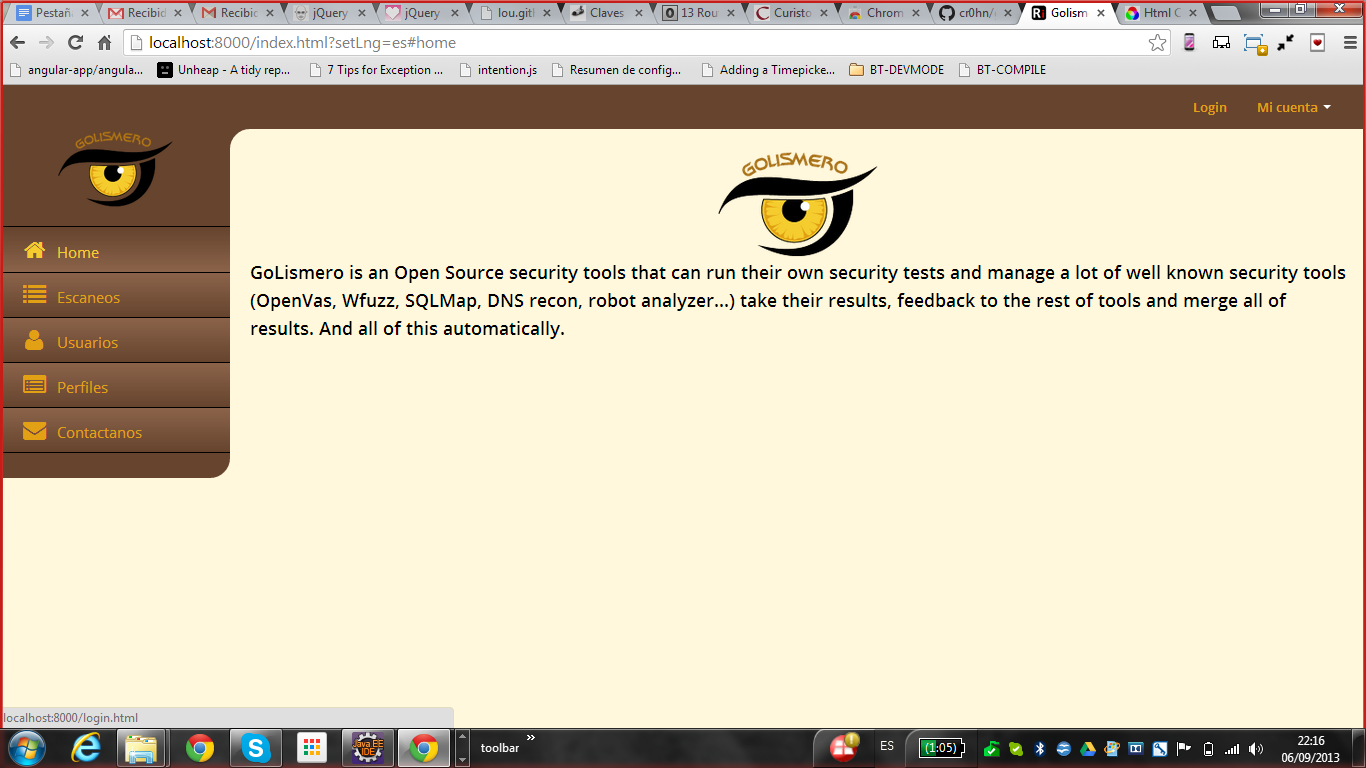 Pestañ
Recibid
Recibic
jQuery
jQuery
lou.gitl
Claves
13 Rou
Curisto
Chrom
cr0hn/
Golism
Html C
localhost:8000/index.html?setLng=es#home
angular-app/angula...
Unheap - A tidy rep...
7 Tips for Exception ...
intention.js
Resumen de config...
Adding a Timepicke...
BT-DEVMODE
BT-COMPILE
Login
Mi cuenta
GOLISMERO
GOLISMERO
Home
Escaneos
Usuarios
Perfiles
Contactanos
GoLismero is an Open Source security tools that can run their own security tests and manage a lot of well known security tools
(OpenVas, Wfuzz, SQLMap, DNS recon, robot analyzer...) take their results, feedback to the rest of tools and merge all of
results. And all of this automatically.
localhost:8000/login.html
Java EE
IDE
toolbar
»
ES
(1:05)
22:16
06/09/2013